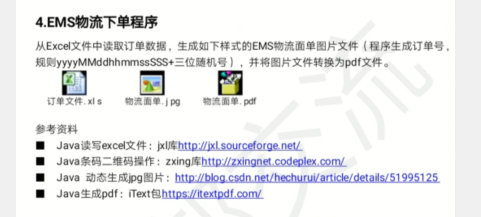 4.EMS物流下单程序
从Excel文件中读取订单数据，生成如下样式的EMS物流面单图片文件（程序生成订单号，
规则yyyyMMddhhmmssSSS+三位随机号），并将图片文件转换为pdf文件。
订单文件.xls 物流面单.jpg 物流面单.pdf
参考资料
■ Java读写excel文件：jxl库http://jxl.sourceforge.net/
■ Java条码二维码操作：zxing库http://zxingnet.codeplex.com/
■ Java 动态生成jpg图片：http://blog.csdn.net/hechurui/article/details/51995125
■ Java生成pdf：iText包https://itextpdf.com/
交流